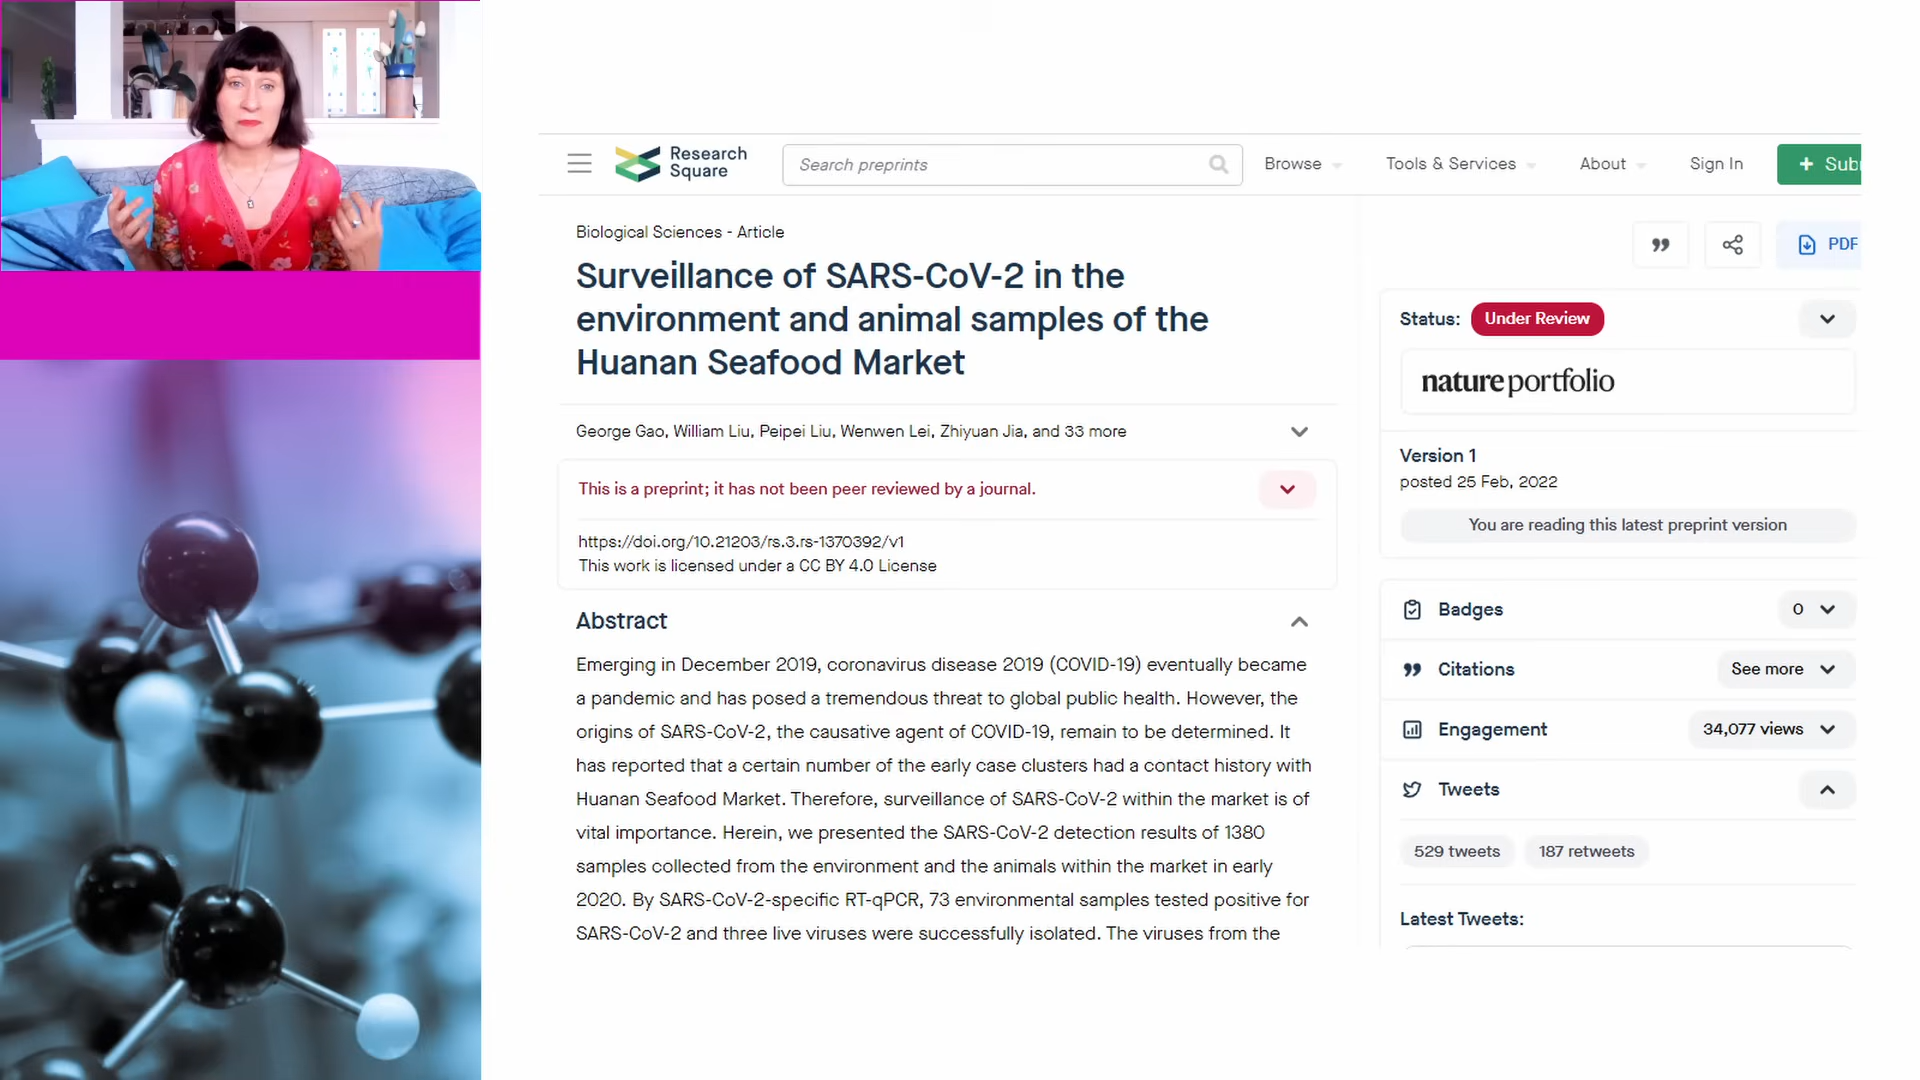 Research
Square
Search preprints
Browse
Tools & Services
About
Sign In
+ Sub
Biological Sciences - Article
Surveillance of SARS-CoV-2 in the
environment and animal samples of the
Huanan Seafood Market
George Gao, William Liu, Peipei Liu, Wenwen Lei, Zhiyuan Jia, and 33 more
This is a preprint; it has not been peer reviewed by a journal.
https://doi.org/10.21203/rs.3.rs-1370392/v1
This work is licensed under a CC BY 4.0 License
Abstract
Emerging in December 2019, coronavirus disease 2019 (COVID-19) eventually became
a pandemic and has posed a tremendous threat to global public health. However, the
origins of SARS-CoV-2, the causative agent of COVID-19, remain to be determined. It
has reported that a certain number of the early case clusters had a contact history with
Huanan Seafood Market. Therefore, surveillance of SARS-CoV-2 within the market is of
vital importance. Herein, we presented the SARS-CoV-2 detection results of 1380
samples collected from the environment and the animals within the market in early
2020. By SARS-CoV-2-specific RT-qPCR, 73 environmental samples tested positive for
SARS-CoV-2 and three live viruses were successfully isolated. The viruses from the
PDF
Status: Under Review
nature portfolio
Version 1
posted 25 Feb, 2022
You are reading this latest preprint version
Badges 0
Citations See more
Engagement 34,077 views
Tweets
529 tweets 187 retweets
Latest Tweets: